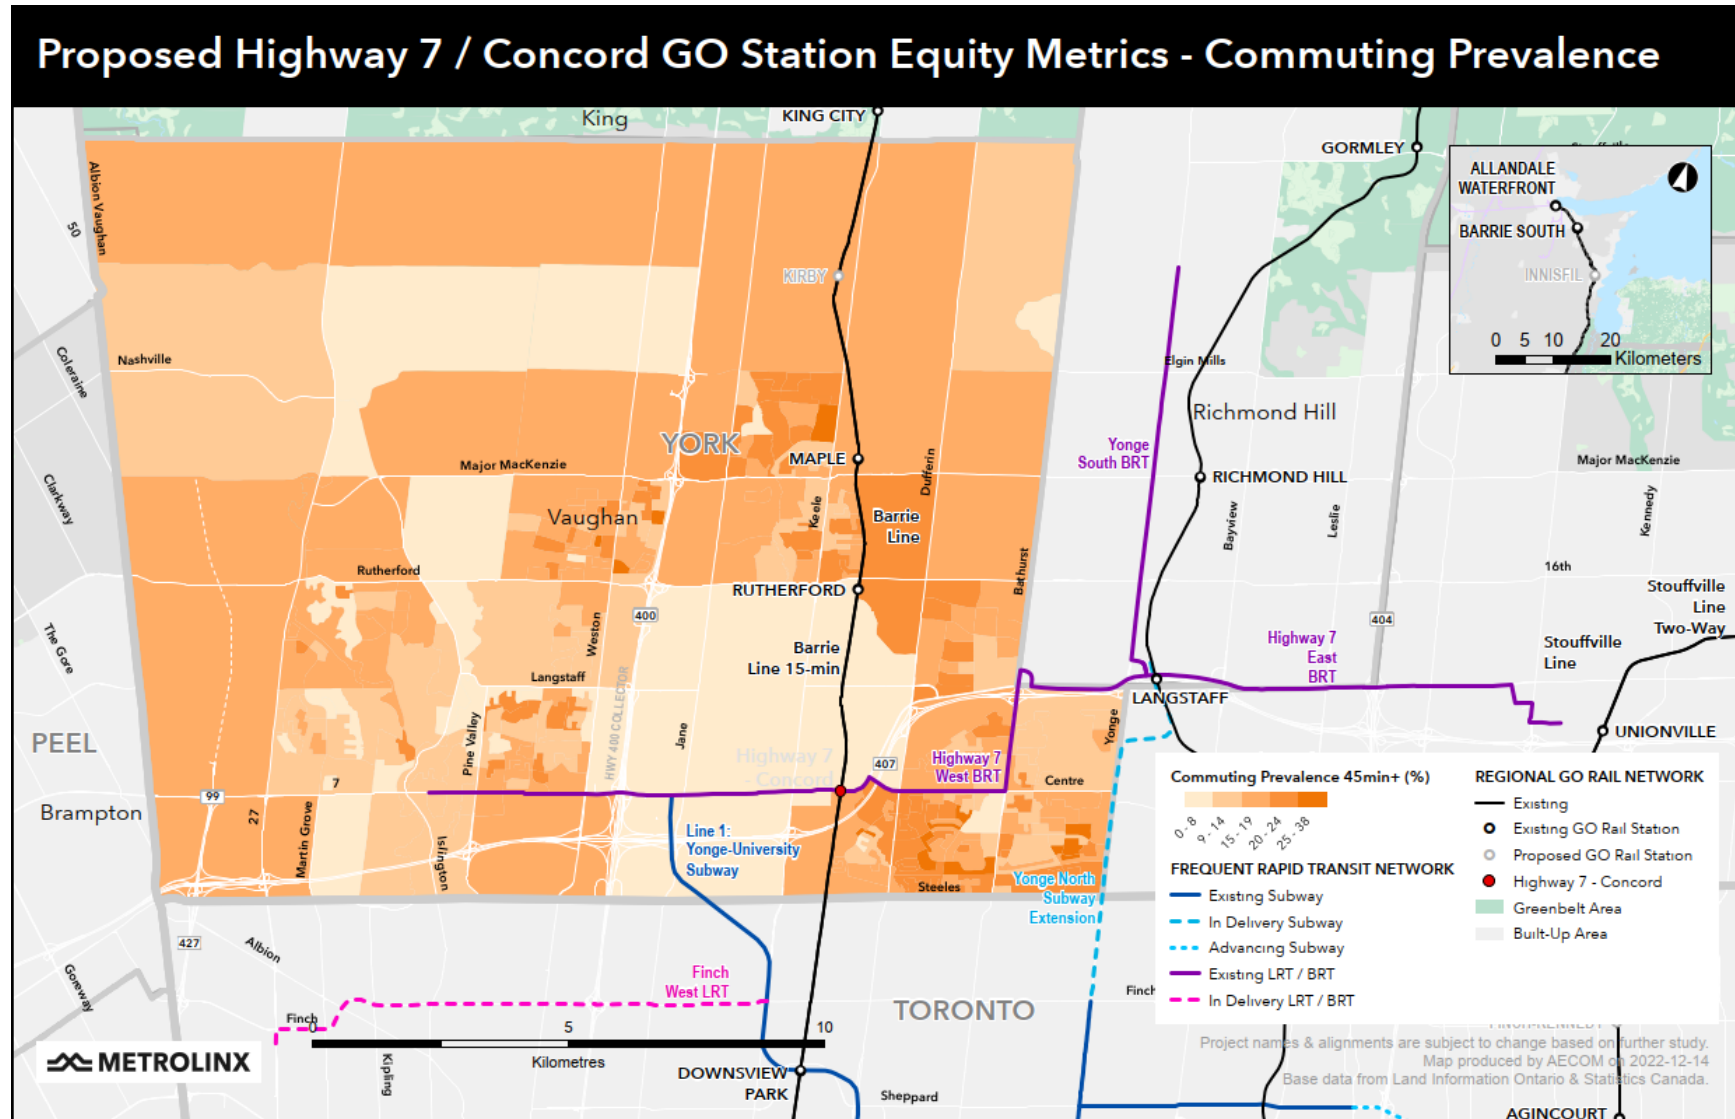 Proposed Highway 7 / Concord GO Station Equity Metrics - Commuting Prevalence
King
KING CITY
GORMLEY
Albion Vaughan
50
ALLANDALE
WATERFRONT
BARRIE SOUTH
INNISFIL
0 5 10 20
Kilometers
KIRBY
Nashville
Coleraine
Elgin Mills
Richmond Hill
YORK
Yonge
South BRT
Major MacKenzie
MAPLE
Dufferin
RICHMOND HILL
Major MacKenzie
Clarkway
Vaughan
Keele
Barrie
Line
Bayview
Leslie
Kennedy
Rutherford
RUTHERFORD
Bathurst
16th
Stouffville
Line
Two-Way
400
404
The Gore
Weston
Barrie
Line 15-min
Highway 7
East
BRT
Stouffville
Line
Langstaff
HWY 400 COLLECTOR
LANGSTAFF
PEEL
Pine Valley
Jane
Highway 7
- Concord
407
Highway 7
West BRT
Yonge
UNIONVILLE
7
Centre
99
Brampton
27
Martin Grove
Islington
Line 1:
Yonge-University
Subway
Steeles
Yonge North
Subway
Extension
Commuting Prevalence 45min+ (%)
0 - 8
9 - 14
15 - 19
20 - 24
25 - 38
FREQUENT RAPID TRANSIT NETWORK
Existing Subway
In Delivery Subway
Advancing Subway
Existing LRT / BRT
In Delivery LRT / BRT
REGIONAL GO RAIL NETWORK
Existing
Existing GO Rail Station
Proposed GO Rail Station
Highway 7 - Concord
Greenbelt Area
Built-Up Area
427
Albion
Goreway
Finch
West LRT
TORONTO
Finch
Finch
0 5 10
Kilometres
METROLINX
Kipling
DOWNSVIEW
PARK
Sheppard
Project names & alignments are subject to change based on further study.
Map produced by AECOM on 2022-12-14
Base data from Land Information Ontario & Statistics Canada.
AGINCOURT